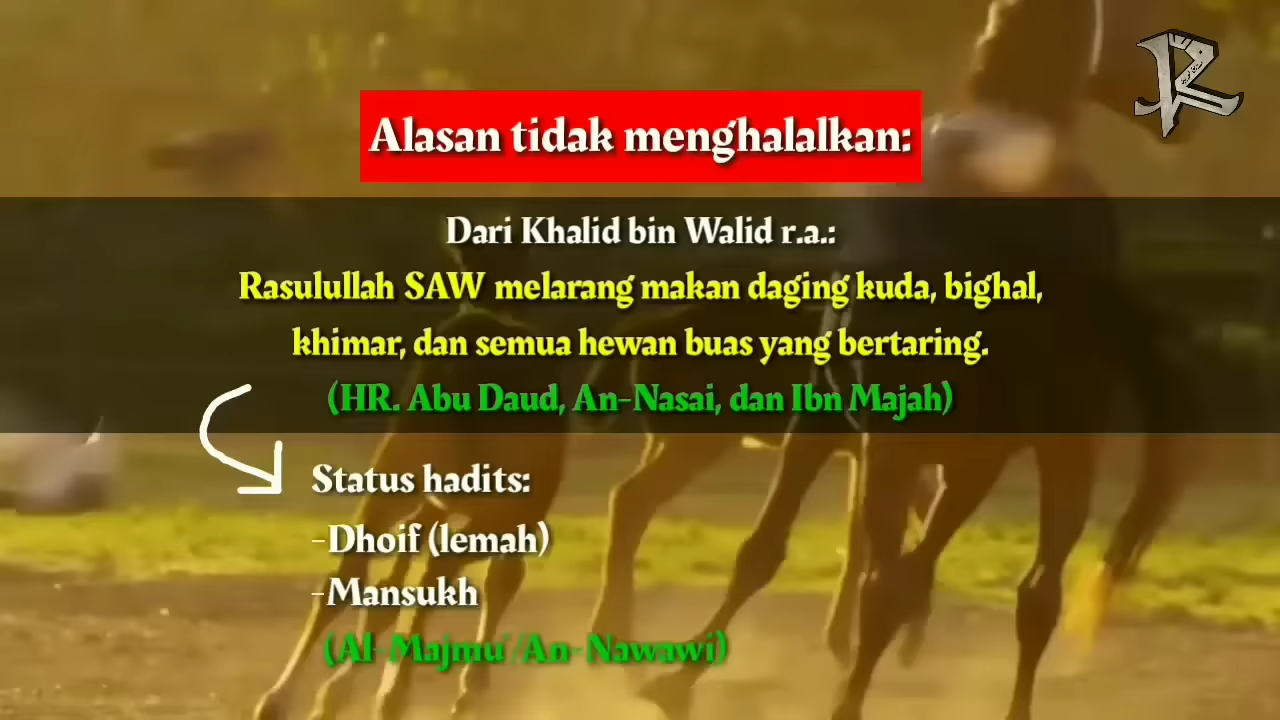 Alasan tidak menghalalkan:
Dari Khalid bin Walid r.a.:
Rasulullah SAW melarang makan daging kuda, bighal,
khimar, dan semua hewan buas yang bertaring.
(HR. Abu Daud, An-Nasai, dan Ibn Majah)
Status hadits:
-Dhoif (lemah)
-Mansukh
(Al-Majmu'/An-Nawawi)